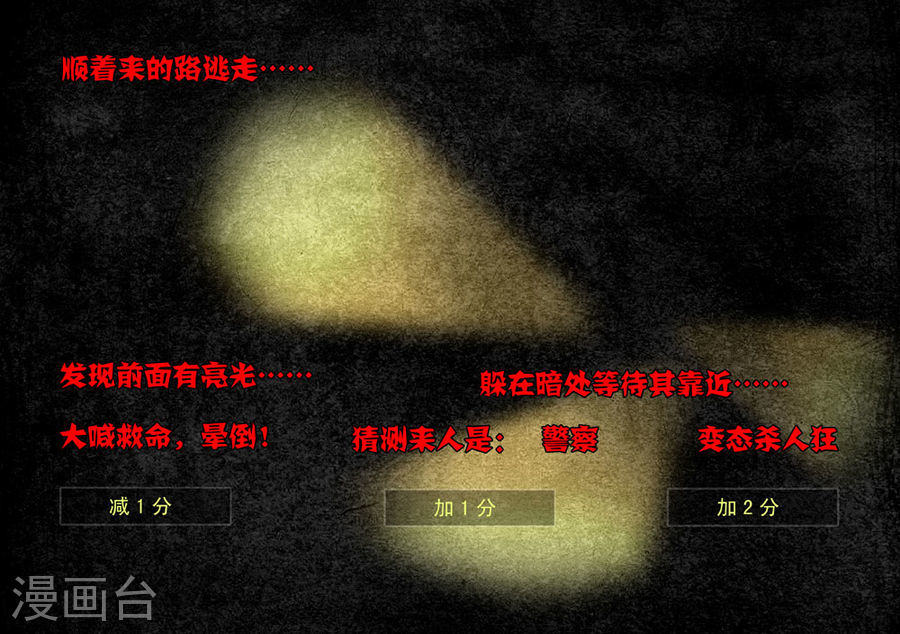 顺着来的路逃走……
发现前面有亮光……
躲在暗处等待其靠近……
大喊救命，晕倒！
猜测来人是： 警察
变态杀人狂
减1分
加1分
加2分
漫画台